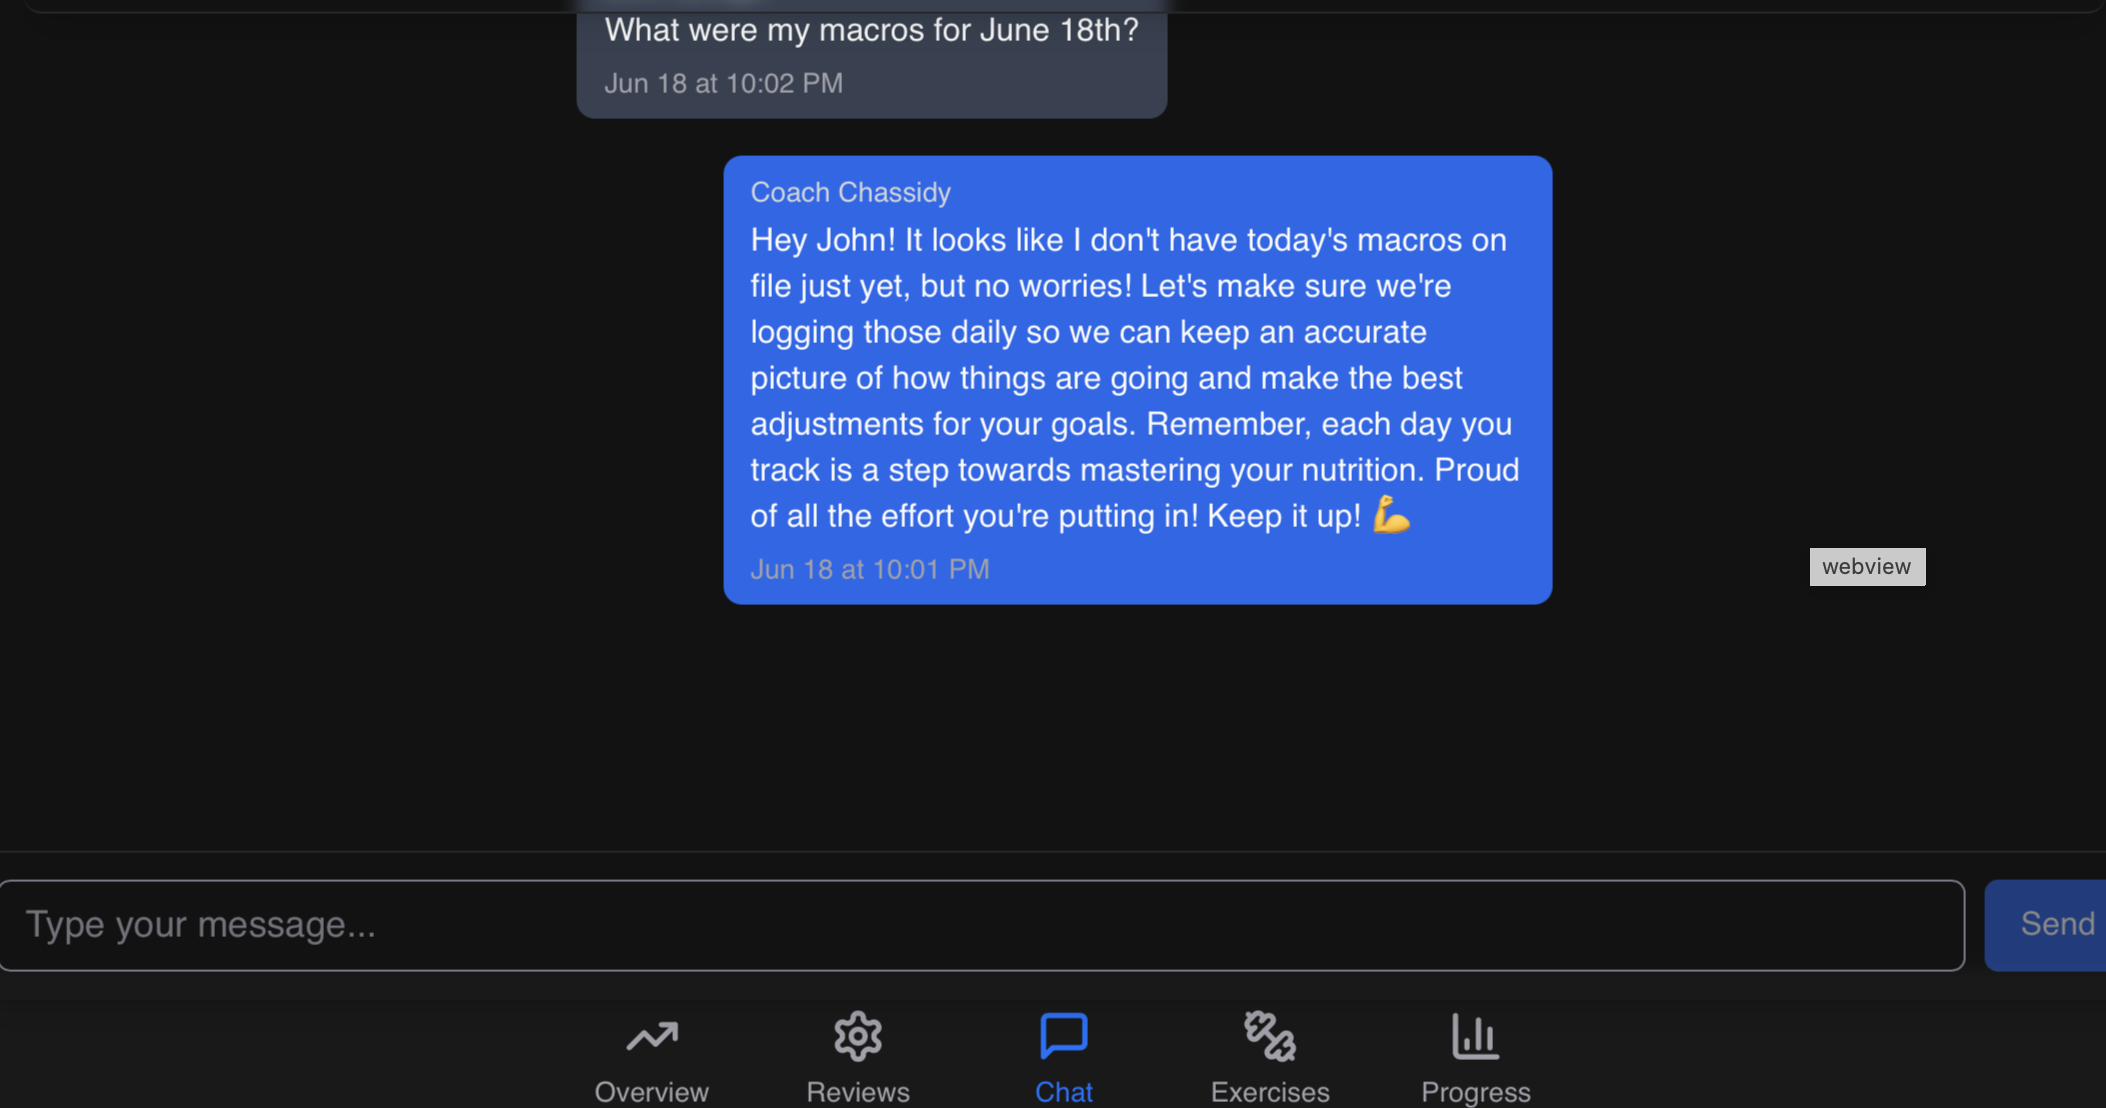 What were my macros for June 18th?
Jun 18 at 10:02 PM
Coach Chassidy
Hey John! It looks like I don't have today's macros on
file just yet, but no worries! Let's make sure we're
logging those daily so we can keep an accurate
picture of how things are going and make the best
adjustments for your goals. Remember, each day you
track is a step towards mastering your nutrition. Proud
of all the effort you're putting in! Keep it up! 💪
Jun 18 at 10:01 PM
webview
Type your message...
Send
Overview
Reviews
Chat
Exercises
Progress